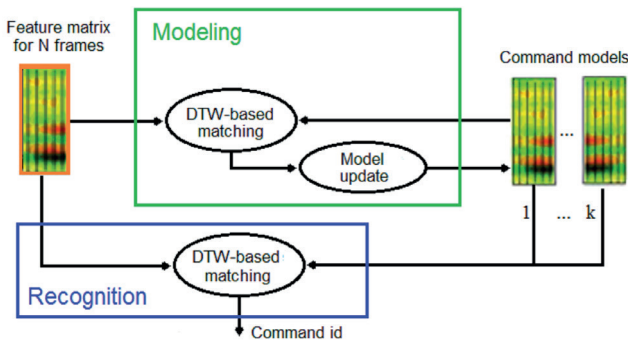 Feature matrix
for N frames
Modeling
Command models
DTW-based
matching
...
Model
update
1 ... k
DTW-based
matching
Recognition
Command id